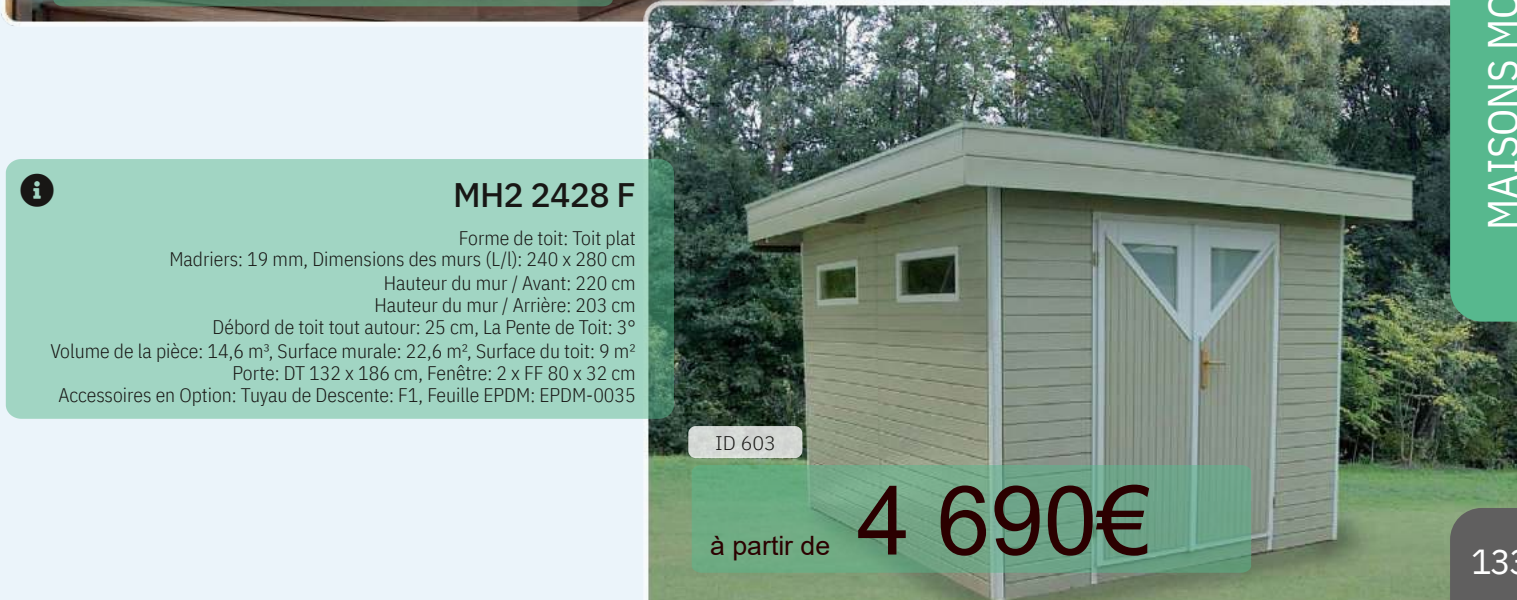 MH2 2428 F
Forme de toit: Toit plat
Madriers: 19 mm, Dimensions des murs (L/l): 240 x 280 cm
Hauteur du mur / Avant: 220 cm
Hauteur du mur / Arrière: 203 cm
Débord de toit tout autour: 25 cm, La Pente de Toit: 3°
Volume de la pièce: 14,6 m³, Surface murale: 22,6 m², Surface du toit: 9 m²
Porte: DT 132 x 186 cm, Fenêtre: 2 x FF 80 x 32 cm
Accessoires en Option: Tuyau de Descente: F1, Feuille EPDM: EPDM-0035
ID 603
à partir de 4 690€
MAISONS
133